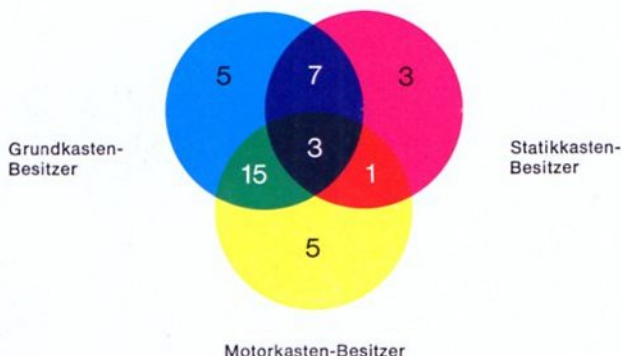 5 7 3
Grundkasten-
Besitzer
3
Statikkasten-
Besitzer
15 1
5
Motorkasten-Besitzer